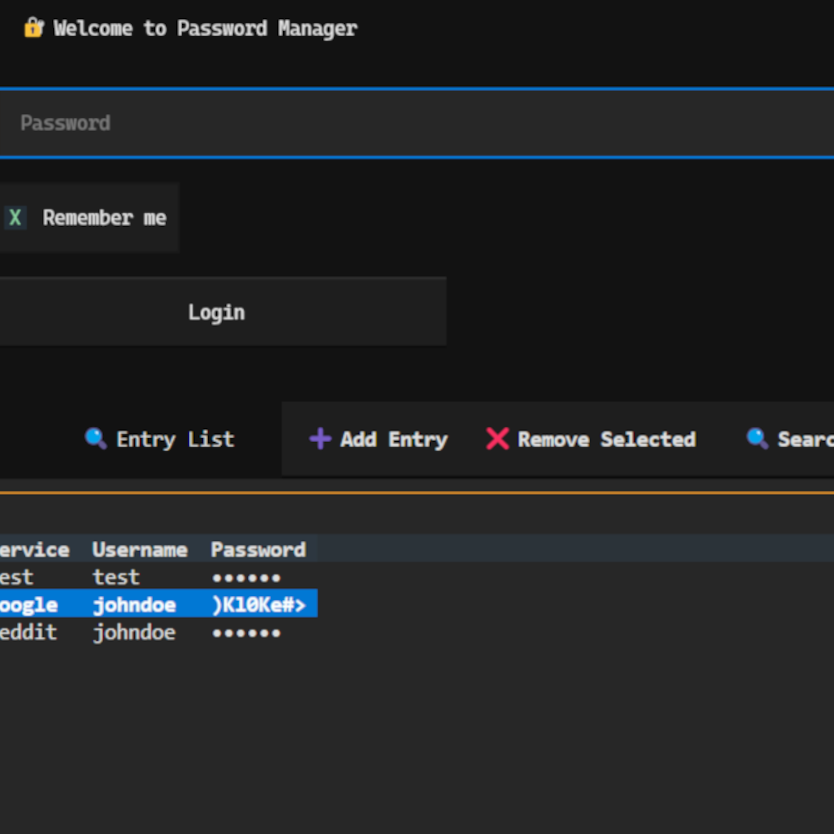 🔐 Welcome to Password Manager
Password
X Remember me
Login
🔍 Entry List ➕ Add Entry ❌ Remove Selected 🔍 Searc
ervice Username Password
est test ••••••
oogle johndoe )Kl0Ke#>
eddit johndoe ••••••